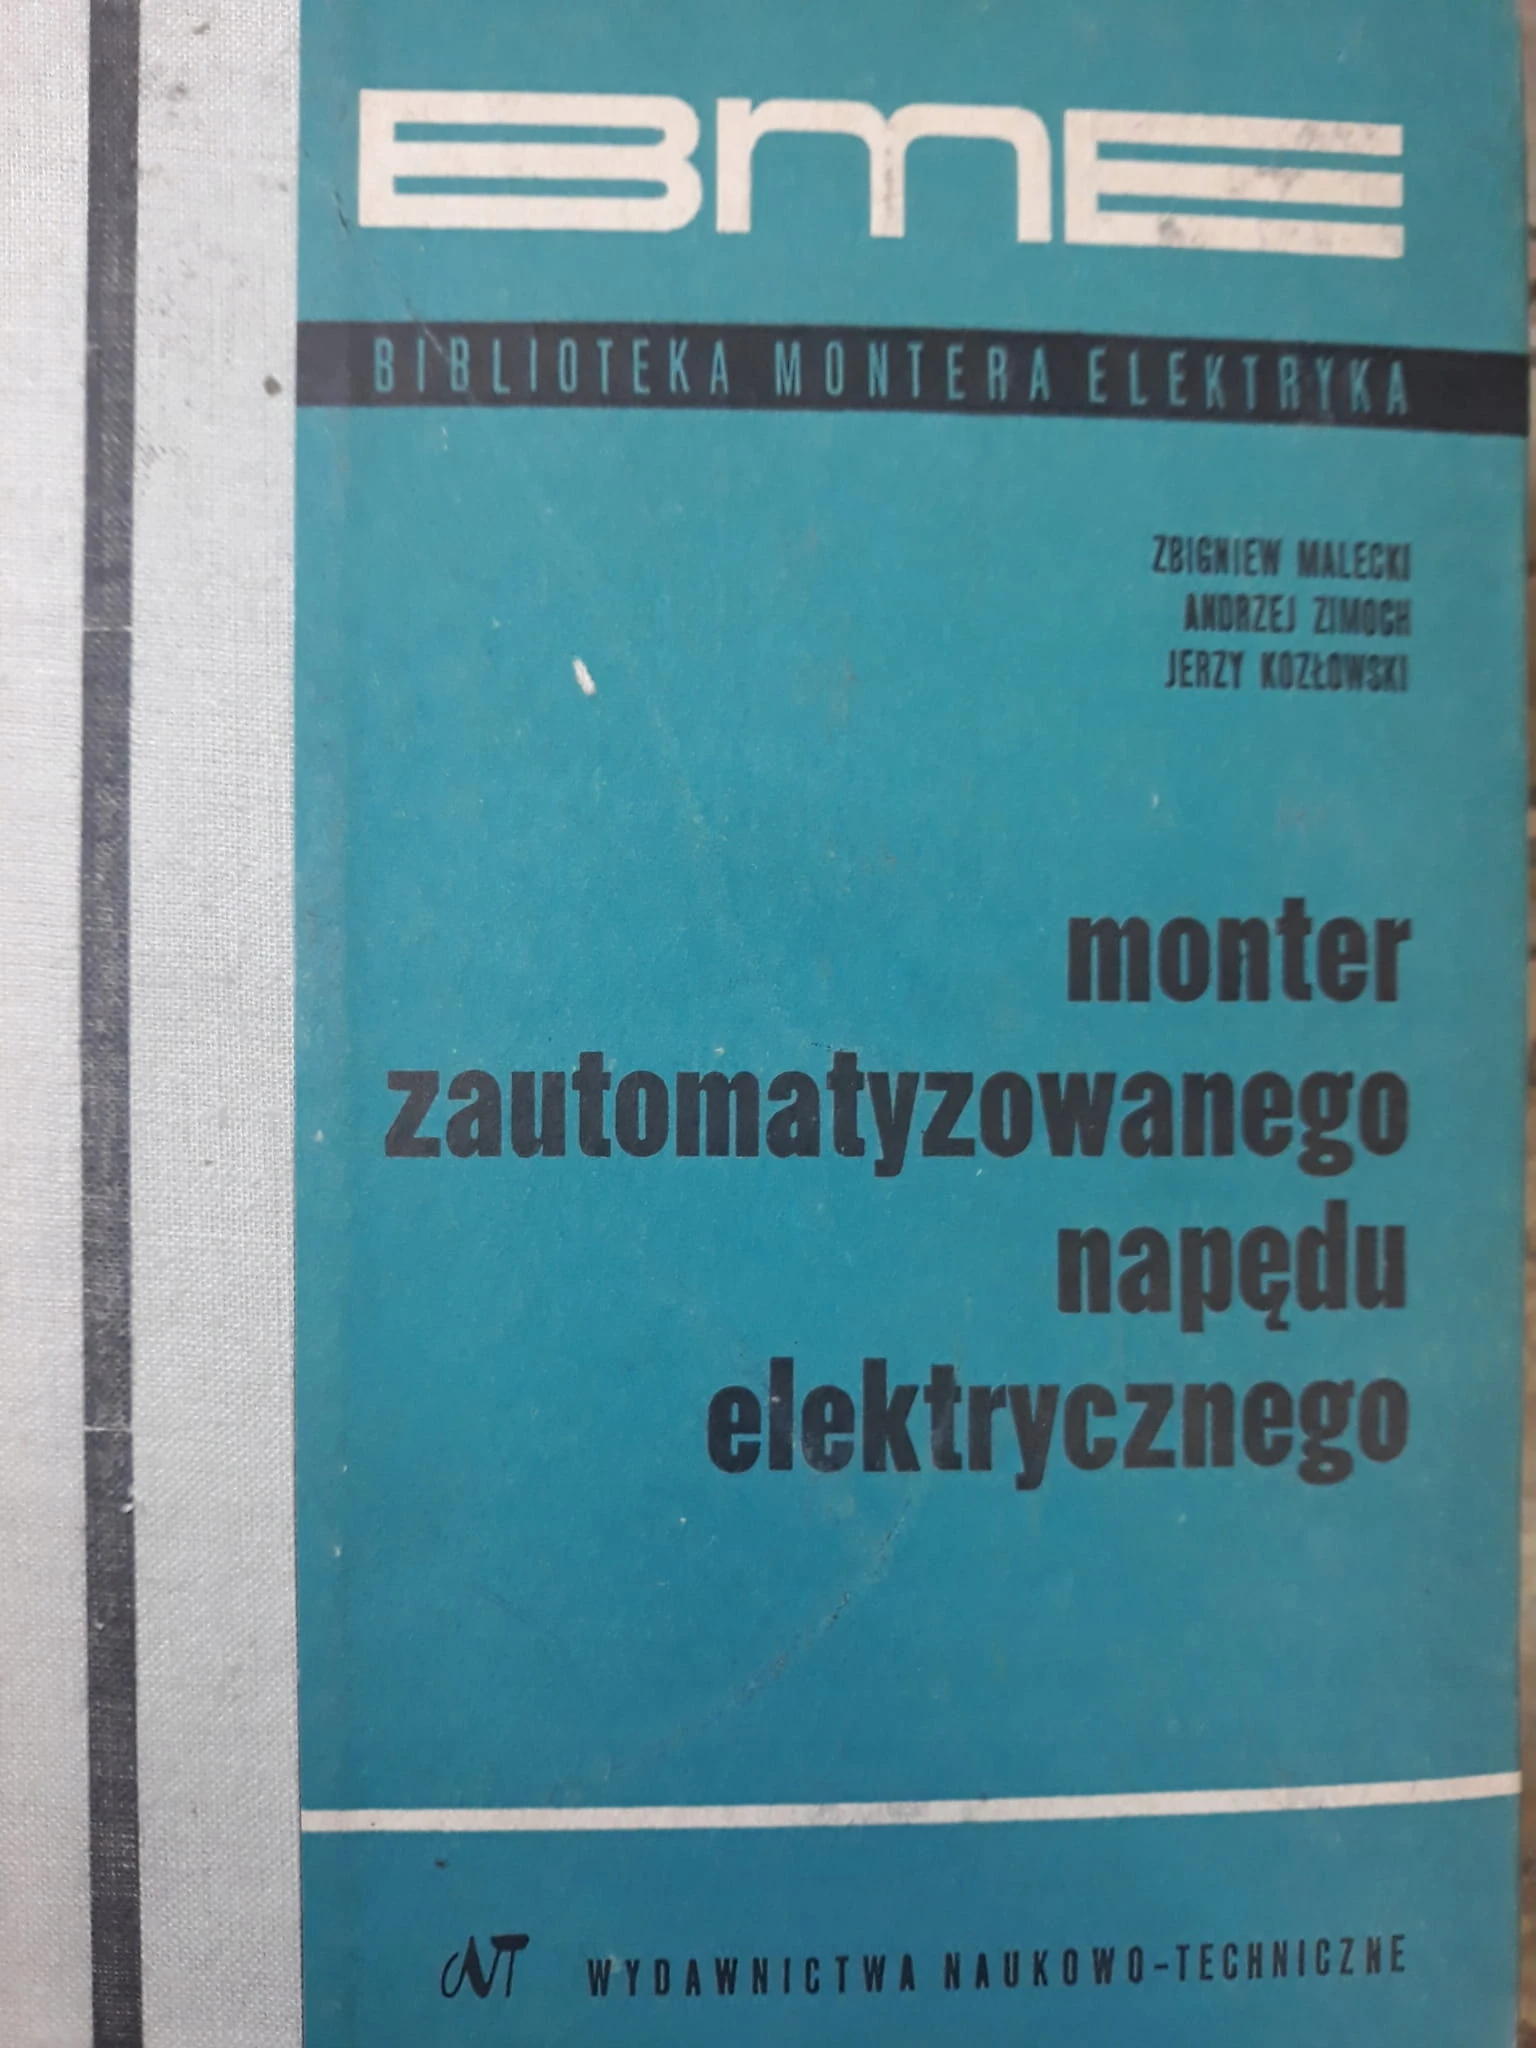 BME
BIBLIOTEKA MONTERA ELEKTRYKA
ZBIGNIEW MALECKI
ANDRZEJ ZIMOCH
JERZY KOZŁOWSKI
monter
zautomatyzowanego
napędu
elektrycznego
WNT WYDAWNICTWA NAUKOWO-TECHNICZNE